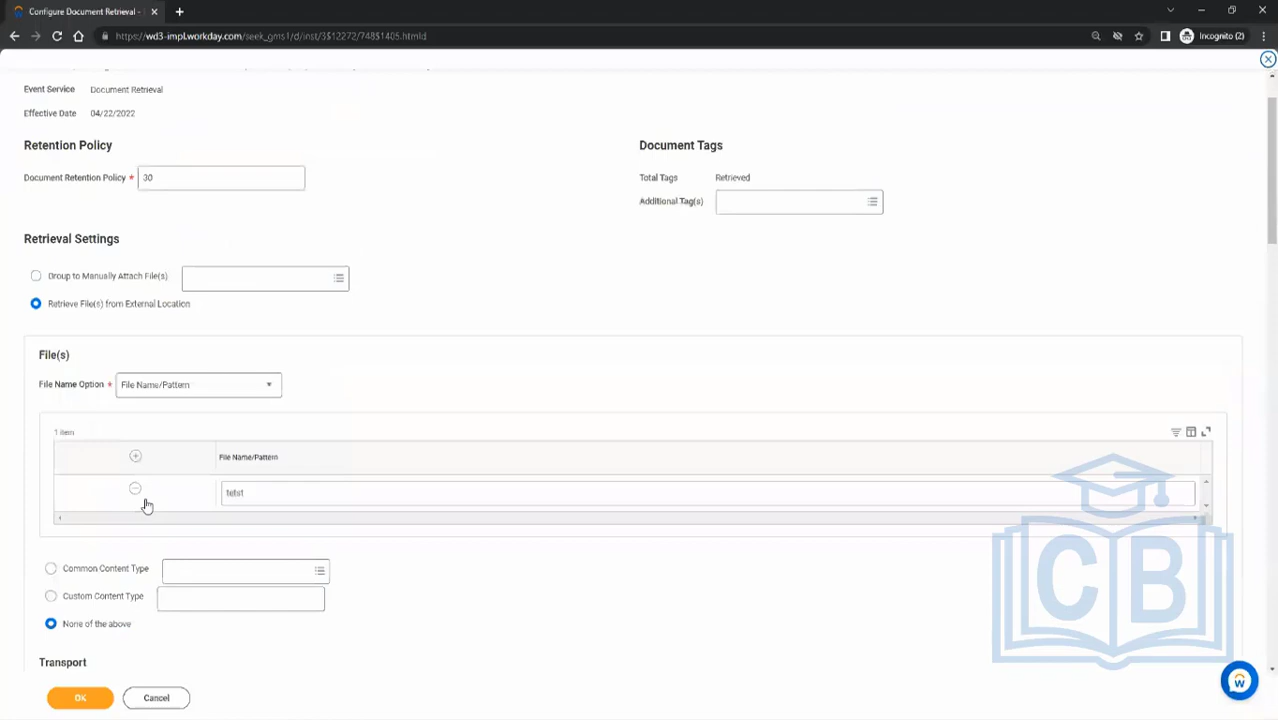 Configure Document Retrieval -
https://wd3-impl.workday.com/seek_gms1/d/inst/3$12272/748$1405.htmld
Incognito (2)
Event Service Document Retrieval
Effective Date 04/22/2022
Retention Policy
Document Tags
Document Retention Policy * 30
Total Tags Retrieved
Additional Tag(s)
Retrieval Settings
Group to Manually Attach File(s)
Retrieve File(s) from External Location
File(s)
File Name Option * File Name/Pattern
1 item
File Name/Pattern
tetst
Common Content Type
Custom Content Type
None of the above
Transport
OK Cancel
CB